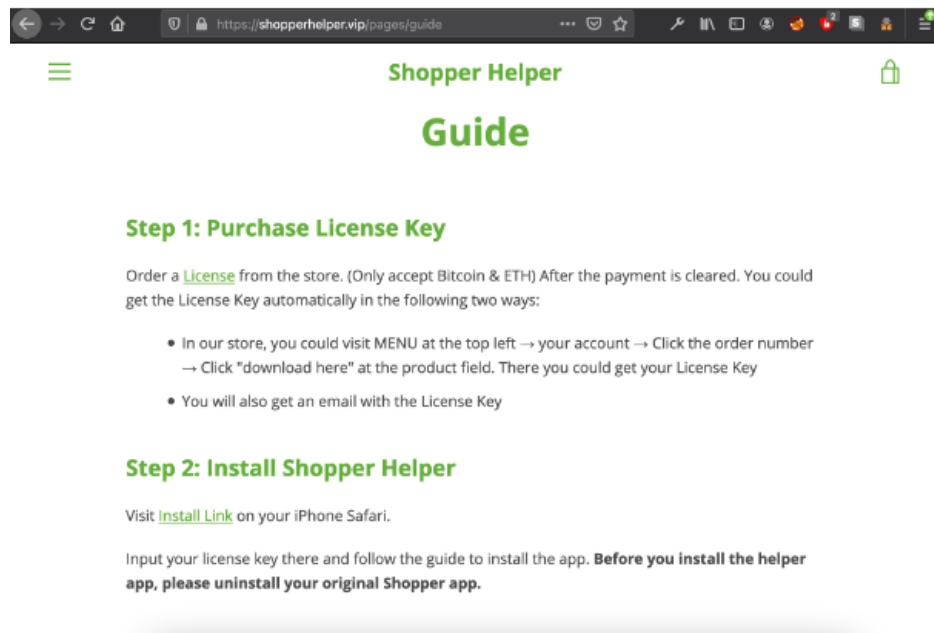 https://shopperhelper.vip/pages/guide
2
S
Shopper Helper
Guide
Step 1: Purchase License Key
Order a License from the store. (Only accept Bitcoin & ETH) After the payment is cleared. You could
get the License Key automatically in the following two ways:
• In our store, you could visit MENU at the top left → your account → Click the order number
→ Click "download here" at the product field. There you could get your License Key
• You will also get an email with the License Key
Step 2: Install Shopper Helper
Visit Install Link on your iPhone Safari.
Input your license key there and follow the guide to install the app. Before you install the helper
app, please uninstall your original Shopper app.